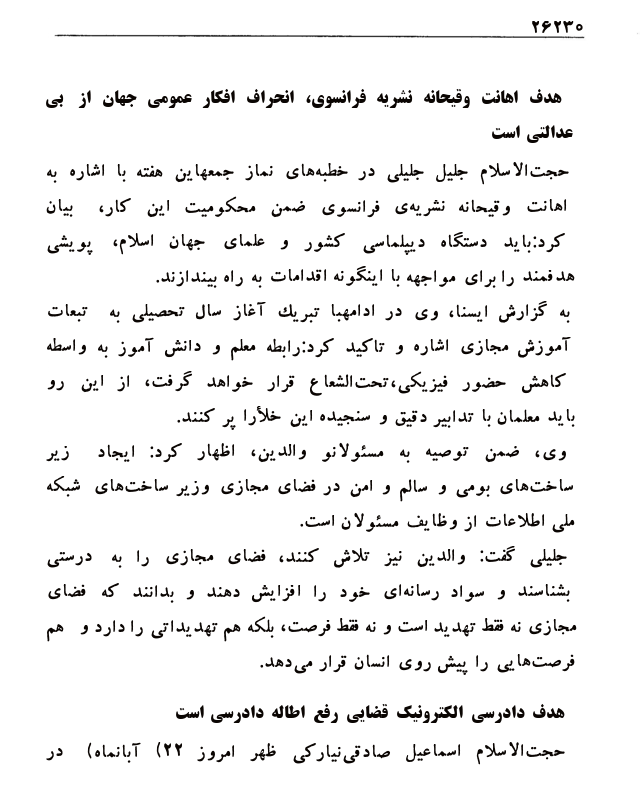 ۲۶۲۳۰
هدف اهانت وقیحانه نشریه فرانسوی، انحراف افکار عمومی جهان از بی
عدالتی است
حجت‌الاسلام جلیل جلیلی در خطبه‌های نماز جمعهاین هفته با اشاره به
اهانت وقیحانه نشریه‌ی فرانسوی ضمن محکومیت این کار، بیان
کرد:باید دستگاه دیپلماسی کشور و علمای جهان اسلام، پویشی
هدفمند را برای مواجهه با اینگونه اقدامات به راه بیندازند.
به گزارش ایسنا، وی در ادامهبا تبریک آغاز سال تحصیلی به تبعات
آموزش مجازی اشاره و تاکید کرد:رابطه معلم و دانش آموز به واسطه
کاهش حضور فیزیکی،تحت‌الشعاع قرار خواهد گرفت، از این رو
باید معلمان با تدابیر دقیق و سنجیده این خلأرا پر کنند.
وی، ضمن توصیه به مسئولانو والدین، اظهار کرد: ایجاد زیر
ساخت‌های بومی و سالم و امن در فضای مجازی وزیر ساخت‌های شبکه
ملی اطلاعات از وظایف مسئولان است.
جلیلی گفت: والدین نیز تلاش کنند، فضای مجازی را به درستی
بشناسند و سواد رسانه‌ای خود را افزایش دهند و بدانند که فضای
مجازی نه فقط تهدید است و نه فقط فرصت، بلکه هم تهدیداتی را دارد و هم
فرصت‌هایی را پیش روی انسان قرار می‌دهد.
هدف دادرسی الکترونیک قضایی رفع اطاله دادرسی است
حجت‌الاسلام اسماعیل صادقی‌نیارکی ظهر امروز ۲۲) آبانماه) در